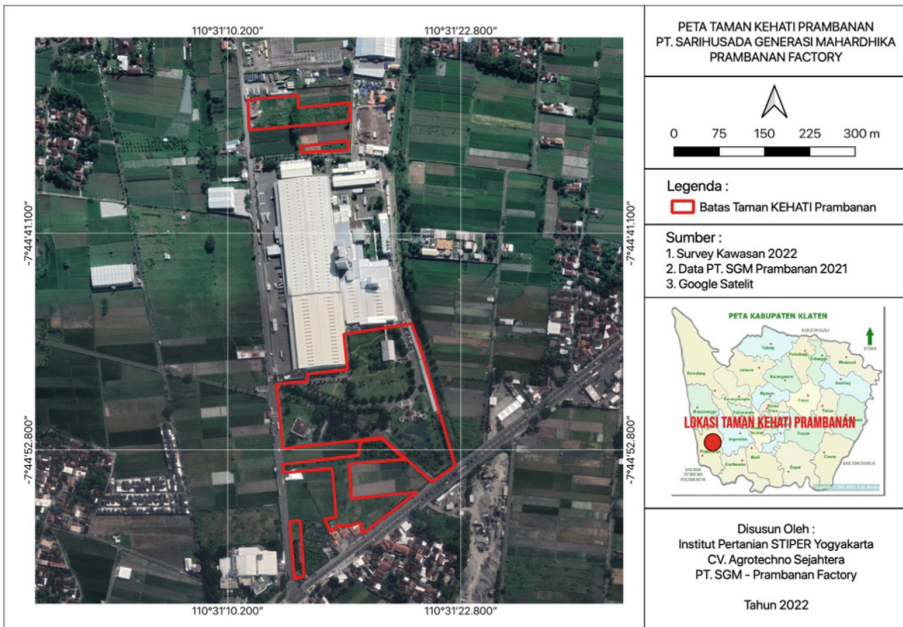 110°31'10.200" 110°31'22.800"
-7°44'41.100" -7°44'41.100"
-7°44'52.800" -7°44'52.800"
110°31'10.200" 110°31'22.800"
PETA TAMAN KEHATI PRAMBANAN
PT. SARIHUSADA GENERASI MAHARDHIKA
PRAMBANAN FACTORY
0 75 150 225 300 m
Legenda :
Batas Taman KEHATI Prambanan
Sumber :
1. Survey Kawasan 2022
2. Data PT. SGM Prambanan 2021
3. Google Satelit
PETA KABUPATEN KLATEN
LOKASI TAMAN KEHATI PRAMBANAN
Disusun Oleh :
Institut Pertanian STIPER Yogyakarta
CV. Agrotechno Sejahtera
PT. SGM - Prambanan Factory
Tahun 2022